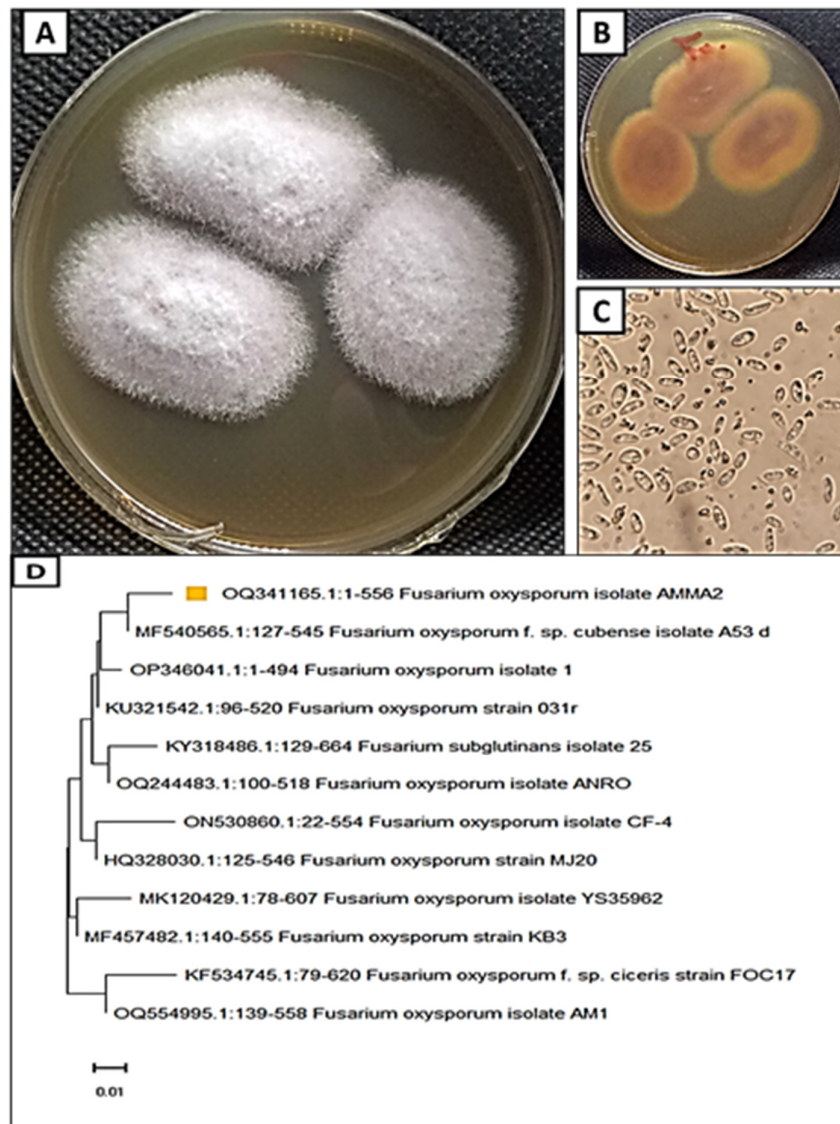 A
B
C
D
OQ341165.1:1-556 Fusarium oxysporum isolate AMMA2
MF540565.1:127-545 Fusarium oxysporum f. sp. cubense isolate A53 d
OP346041.1:1-494 Fusarium oxysporum isolate 1
KU321542.1:96-520 Fusarium oxysporum strain 031r
KY318486.1:129-664 Fusarium subglutinans isolate 25
OQ244483.1:100-518 Fusarium oxysporum isolate ANRO
ON530860.1:22-554 Fusarium oxysporum isolate CF-4
HQ328030.1:125-546 Fusarium oxysporum strain MJ20
MK120429.1:78-607 Fusarium oxysporum isolate YS35962
MF457482.1:140-555 Fusarium oxysporum strain KB3
KF534745.1:79-620 Fusarium oxysporum f. sp. ciceris strain FOC17
OQ554995.1:139-558 Fusarium oxysporum isolate AM1
0.01